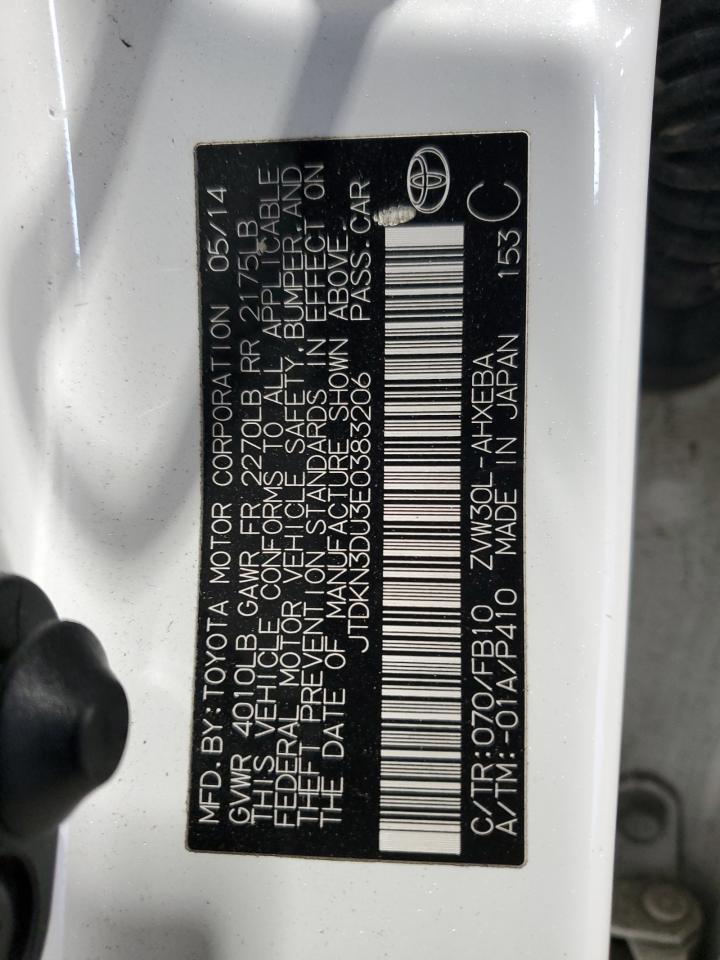 MFD.BY:TOYOTA MOTOR CORPORATION 05/14
GVWR 4010LB GAWR FR 2270LB RR 2175LB
THIS VEHICLE CONFORMS TO ALL APPLICABLE
FEDERAL MOTOR VEHICLE SAFETY,BUMPER,AND
THEFT PREVENTION STANDARDS IN EFFECT ON
THE DATE OF MANUFACTURE SHOWN ABOVE.
JTDKN3DU3E0383206 PASS.CAR
C/TR:070/FB10 ZVW30L-AHXEBA 153 C
A/TM:-01A/P410 MADE IN JAPAN